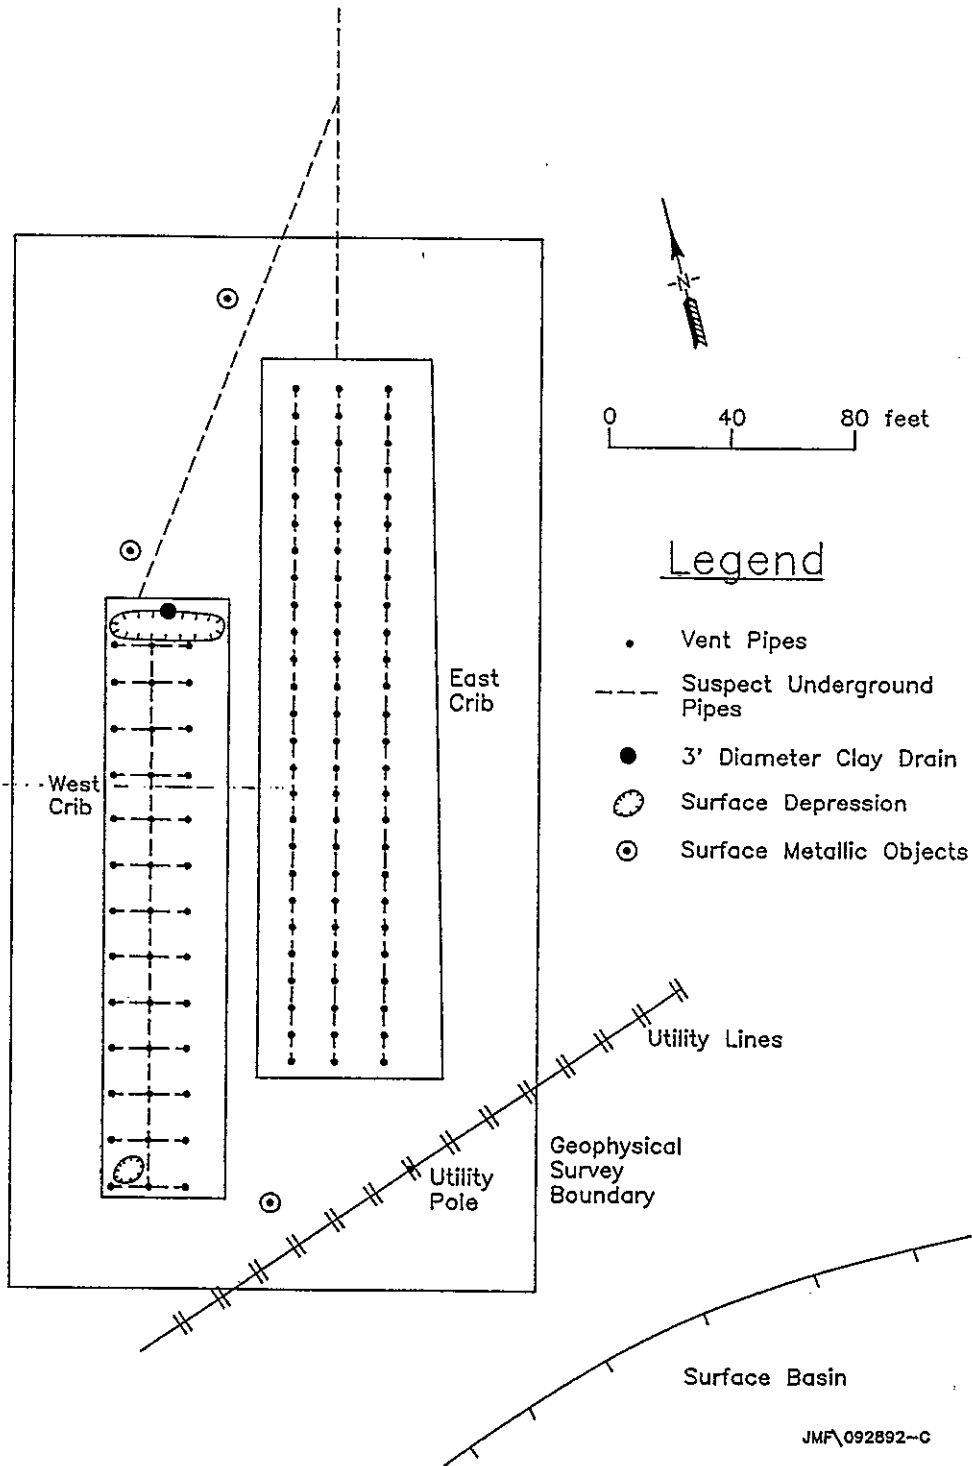 N
0 40 80 feet
Legend
Vent Pipes
Suspect Underground
Pipes
3' Diameter Clay Drain
Surface Depression
Surface Metallic Objects
East
Crib
West
Crib
Utility Lines
Utility
Pole
Geophysical
Survey
Boundary
Surface Basin
JMF\092892-C